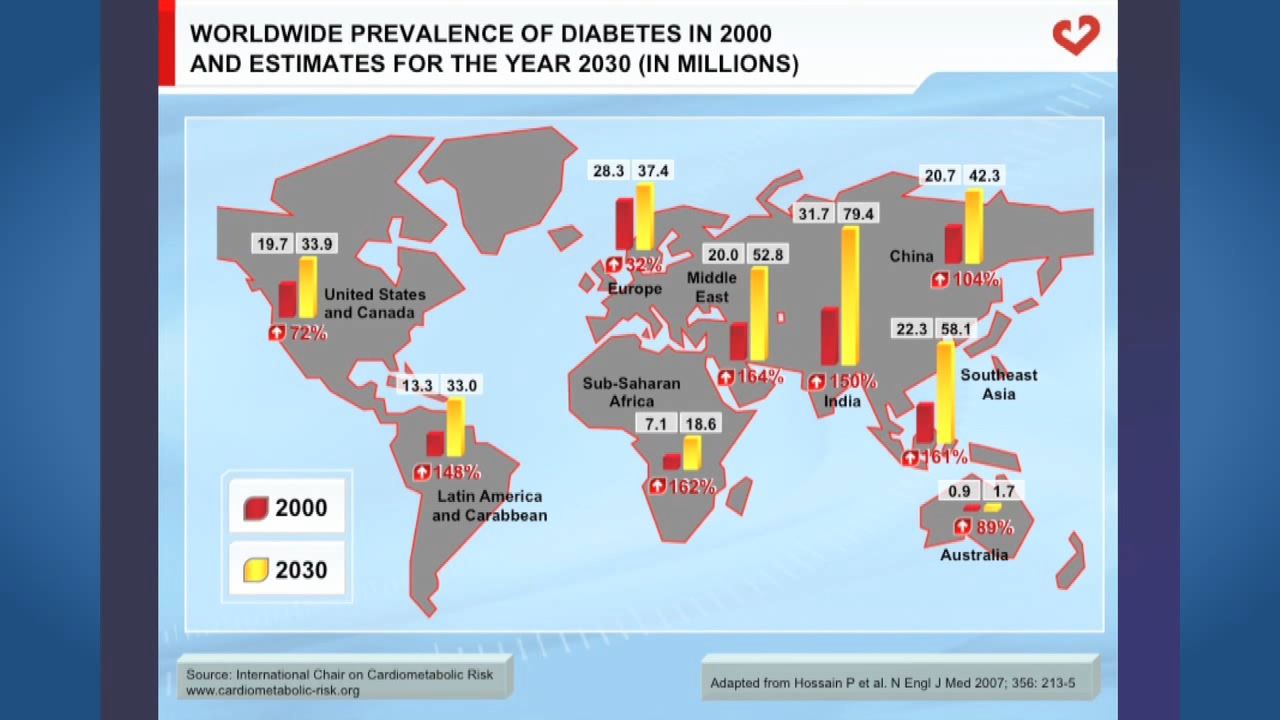 WORLDWIDE PREVALENCE OF DIABETES IN 2000
AND ESTIMATES FOR THE YEAR 2030 (IN MILLIONS)
28.3 37.4
32%
Europe
20.7 42.3
China
104%
31.7 79.4
150%
India
19.7 33.9
United States
and Canada
72%
20.0 52.8
Middle
East
164%
22.3 58.1
Southeast
Asia
161%
13.3 33.0
148%
Latin America
and Carabbean
Sub-Saharan
Africa
7.1 18.6
162%
0.9 1.7
89%
Australia
2000
2030
Source: International Chair on Cardiometabolic Risk
www.cardiometabolic-risk.org
Adapted from Hossain P et al. N Engl J Med 2007; 356: 213-5